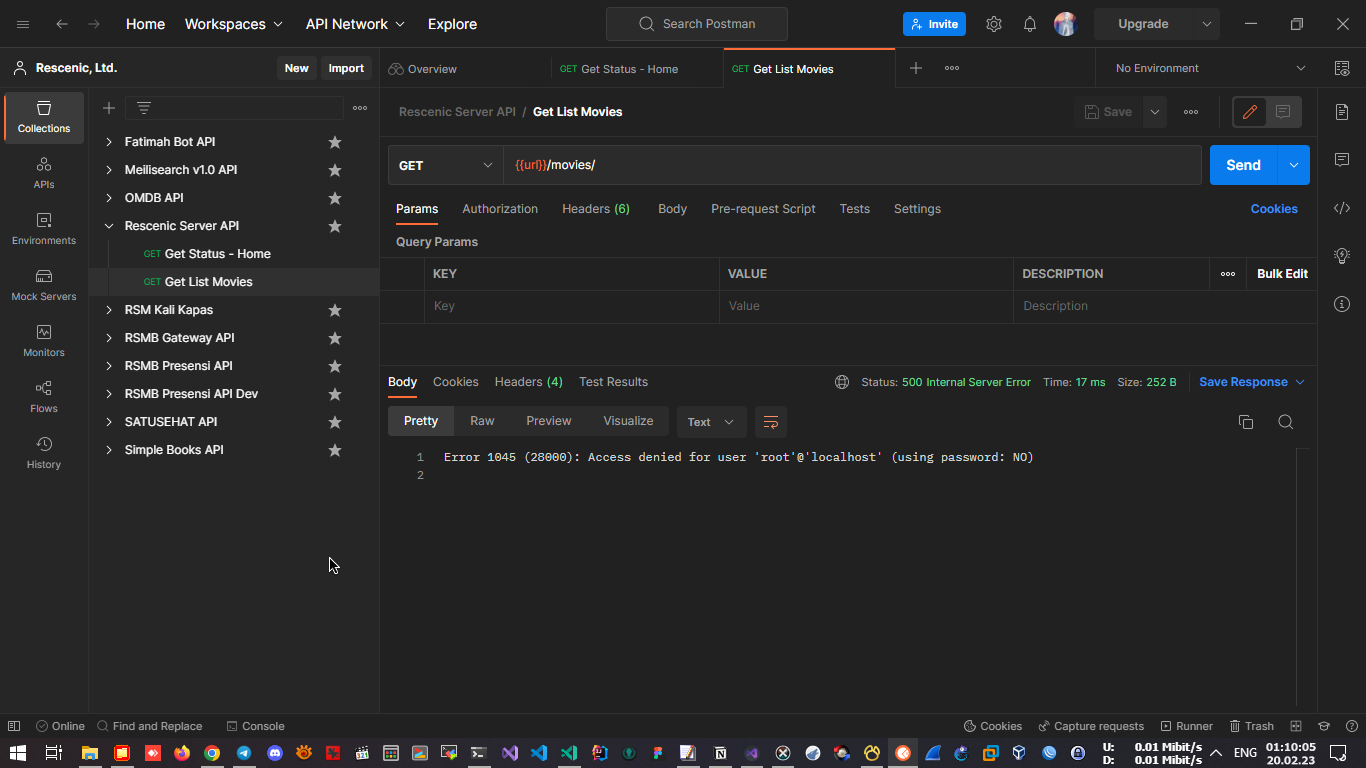 Home Workspaces API Network Explore Search Postman Invite Upgrade
Rescenic, Ltd. New Import
Overview GET Get Status - Home GET Get List Movies No Environment
Collections
APIs
Environments
Mock Servers
Monitors
Flows
History
Fatimah Bot API
Meilisearch v1.0 API
OMDB API
Rescenic Server API
GET Get Status - Home
GET Get List Movies
RSM Kali Kapas
RSMB Gateway API
RSMB Presensi API
RSMB Presensi API Dev
SATUSEHAT API
Simple Books API
Rescenic Server API / Get List Movies Save
GET {{url}}/movies/ Send
Params Authorization Headers (6) Body Pre-request Script Tests Settings Cookies
Query Params
KEY VALUE DESCRIPTION Bulk Edit
Key Value Description
Body Cookies Headers (4) Test Results Status: 500 Internal Server Error Time: 17 ms Size: 252 B Save Response
Pretty Raw Preview Visualize Text
1 Error 1045 (28000): Access denied for user 'root'@'localhost' (using password: NO)
2
Online Find and Replace Console Cookies Capture requests Runner Trash
U: 0.01 Mibit/s
D: 0.01 Mibit/s
ENG
01:10:05
20.02.23